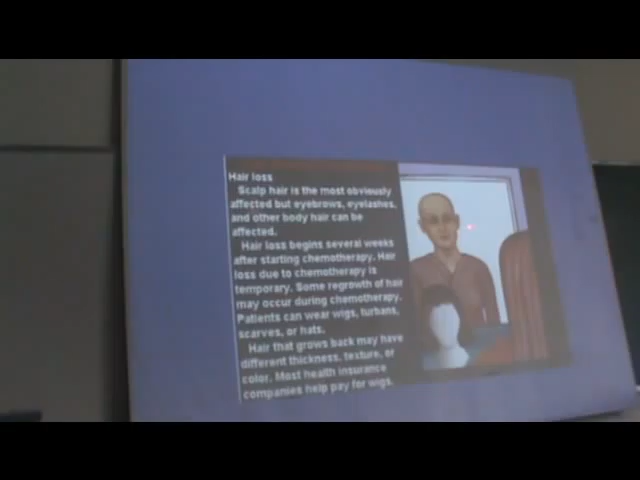 Hair loss
Scalp hair is the most obviously
affected but eyebrows, eyelashes,
and other body hair can be
affected.
Hair loss begins several weeks
after starting chemotherapy. Hair
loss due to chemotherapy is
temporary. Some regrowth of hair
may occur during chemotherapy.
Patients can wear wigs, turbans,
scarves, or hats.
Hair that grows back may have
different thickness, texture, or
color. Most health insurance
companies help pay for wigs.